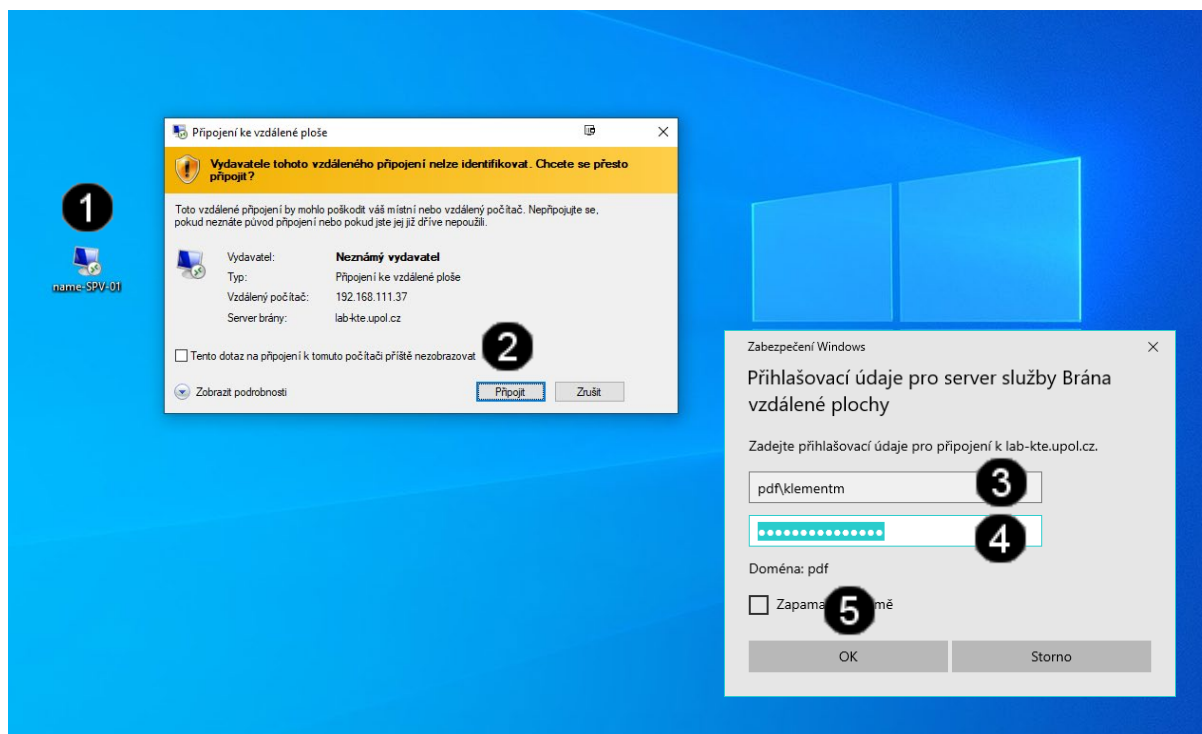 1
name-SPV-01
Připojení ke vzdálené ploše
Vydavatele tohoto vzdáleného připojení nelze identifikovat. Chcete se přesto
připojit?
Toto vzdálené připojení by mohlo poškodit váš místní nebo vzdálený počítač. Nepřipojujte se,
pokud neznáte původ připojení nebo pokud jste jej již dříve nepoužili.
Vydavatel: Neznámý vydavatel
Typ: Připojení ke vzdálené ploše
Vzdálený počítač: 192.168.111.37
Server brány: lab-kte.upol.cz
2
Tento dotaz na připojení k tomuto počítači příště nezobrazovat
Zobrazit podrobnosti Připojit Zrušit
Zabezpečení Windows
Přihlašovací údaje pro server služby Brána
vzdálené plochy
Zadejte přihlašovací údaje pro připojení k lab-kte.upol.cz.
pdf\klementm 3
4
Doména: pdf
5
OK Storno